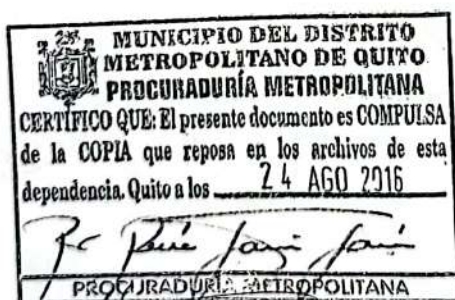 MUNICIPIO DEL DISTRITO
METROPOLITANO DE QUITO
PROCURADURÍA METROPOLITANA
CERTIFICO QUE: El presente documento es COMPULSA
de la COPIA que reposa en los archivos de esta
dependencia. Quito a los 24 AGO 2016
PROCURADURÍA METROPOLITANA